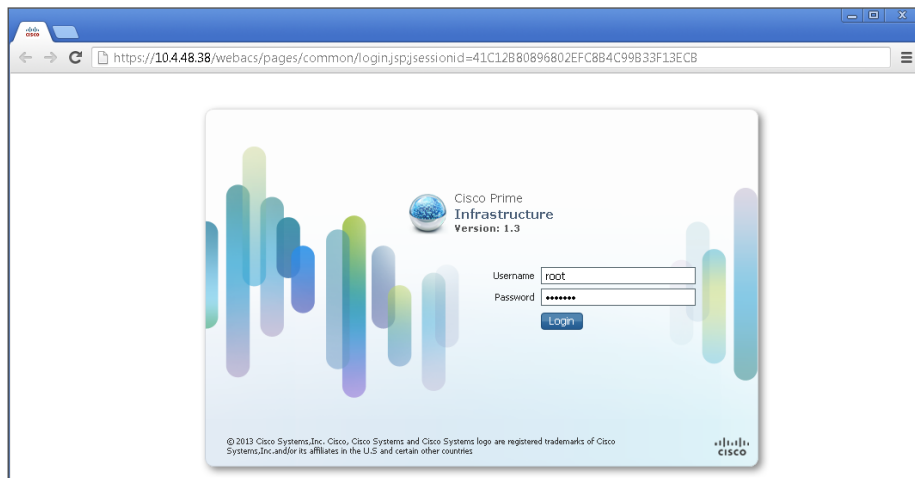 CISCO
https://10.4.48.38/webacs/pages/common/login.jsp;jsessionid=41C12B80896802EFC8B4C99B33F13ECB
Cisco Prime
Infrastructure
Version: 1.3
Username root
Password •••••••
Login
© 2013 Cisco Systems,Inc. Cisco, Cisco Systems and Cisco Systems logo are registered trademarks of Cisco
Systems,Inc.and/or its affiliates in the U.S and certain other countries
CISCO